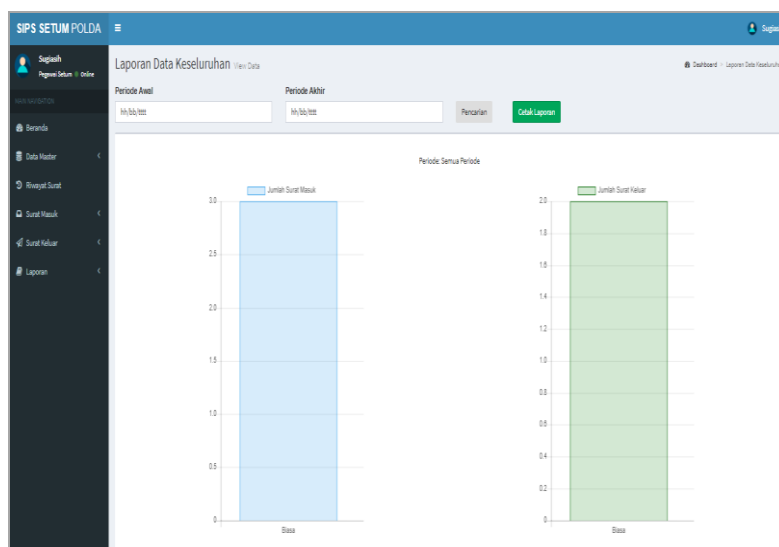 SIPS SETUM POLDA
Sugiasih
Sugiasih
Pegawai Setum Online
MAIN NAVIGATION
Beranda
Data Master
Riwayat Surat
Surat Masuk
Surat Keluar
Laporan
Laporan Data Keseluruhan View Data
Dashboard > Laporan Data Keseluruh
Periode Awal
Periode Akhir
hh/bb/tttt
hh/bb/tttt
Pencarian
Cetak Laporan
Periode: Semua Periode
Jumlah Surat Masuk
3.0
2.5
2.0
1.5
1.0
0.5
0
Biasa
Jumlah Surat Keluar
2.0
1.8
1.6
1.4
1.2
1.0
0.8
0.6
0.4
0.2
0
Biasa